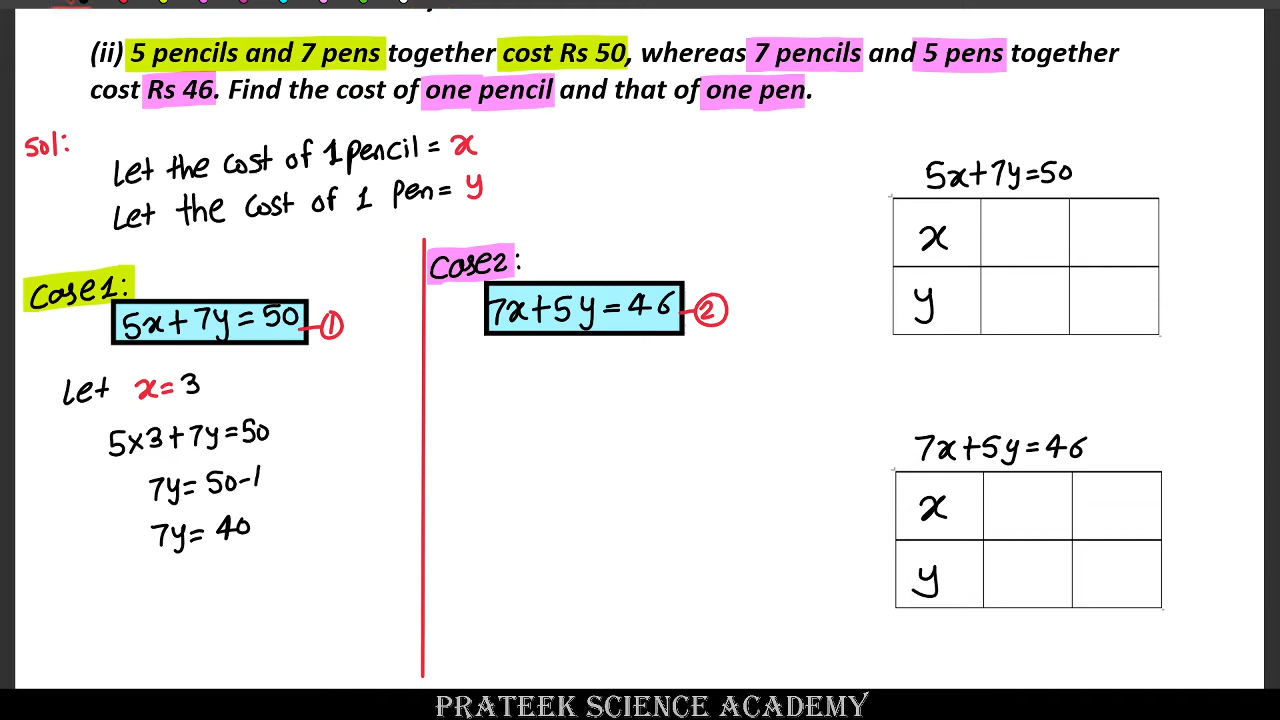 (ii) 5 pencils and 7 pens together cost Rs 50, whereas 7 pencils and 5 pens together
cost Rs 46. Find the cost of one pencil and that of one pen.
Sol:
Let the cost of 1 pencil = x
Let the cost of 1 pen = y
Case 1:
5x + 7y = 50 ①
Let x = 3
5x3 + 7y = 50
7y = 50-1
7y = 40
Case 2:
7x + 5y = 46 ②
5x + 7y = 50
x
y
7x + 5y = 46
x
y
PRATEEK SCIENCE ACADEMY